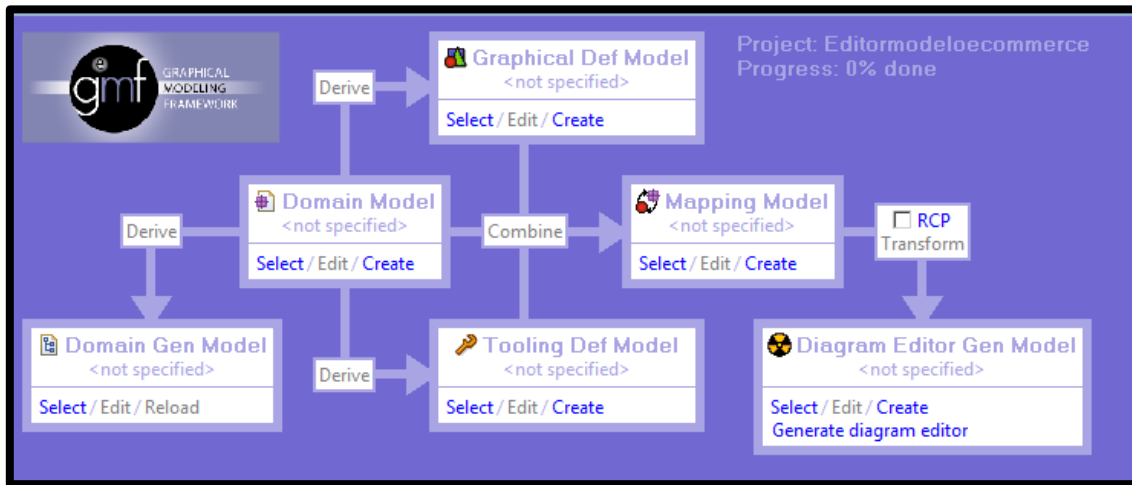 gmf
GRAPHICAL
MODELING
FRAMEWORK
Project: Editormodeloecommerce
Progress: 0% done
Graphical Def Model
<not specified>
Select / Edit / Create
Derive
Domain Model
<not specified>
Select / Edit / Create
Derive
Combine
Mapping Model
<not specified>
Select / Edit / Create
RCP
Transform
Domain Gen Model
<not specified>
Select / Edit / Reload
Derive
Tooling Def Model
<not specified>
Select / Edit / Create
Diagram Editor Gen Model
<not specified>
Select / Edit / Create
Generate diagram editor